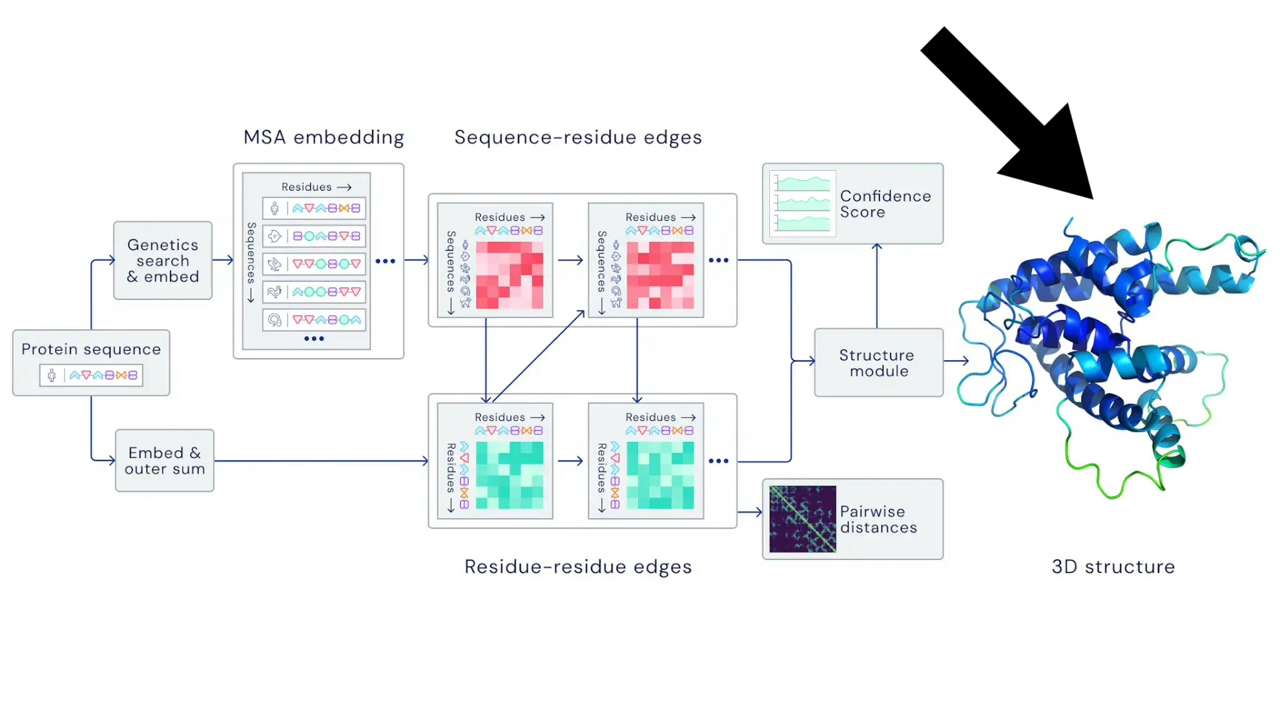 MSA embedding
Sequence-residue edges
Residues
Sequences
Genetics
search
& embed
Protein sequence
Embed &
outer sum
Residues
Sequences
Residues
Sequences
Residues
Residues
Residues
Residues
Confidence
Score
Structure
module
Pairwise
distances
Residue-residue edges
3D structure